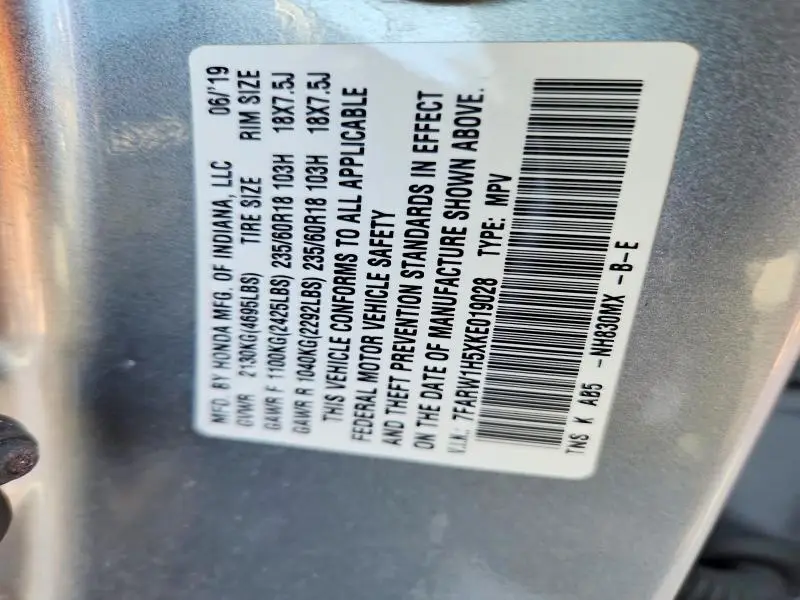 MFG. BY HONDA MFG. OF INDIANA, LLC 06/'19
GVWR 2130KG(4695LBS) TIRE SIZE RIM SIZE
GAWR F 1100KG(2425LBS) 235/60R18 103H 18X7.5J
GAWR R 1040KG(2292LBS) 235/60R18 103H 18X7.5J
THIS VEHICLE CONFORMS TO ALL APPLICABLE
FEDERAL MOTOR VEHICLE SAFETY
AND THEFT PREVENTION STANDARDS IN EFFECT
ON THE DATE OF MANUFACTURE SHOWN ABOVE.
V.I.N.: 7FARW1H5XKE019028 TYPE: MPV
TNS K AB5 -NH830MX -B-E